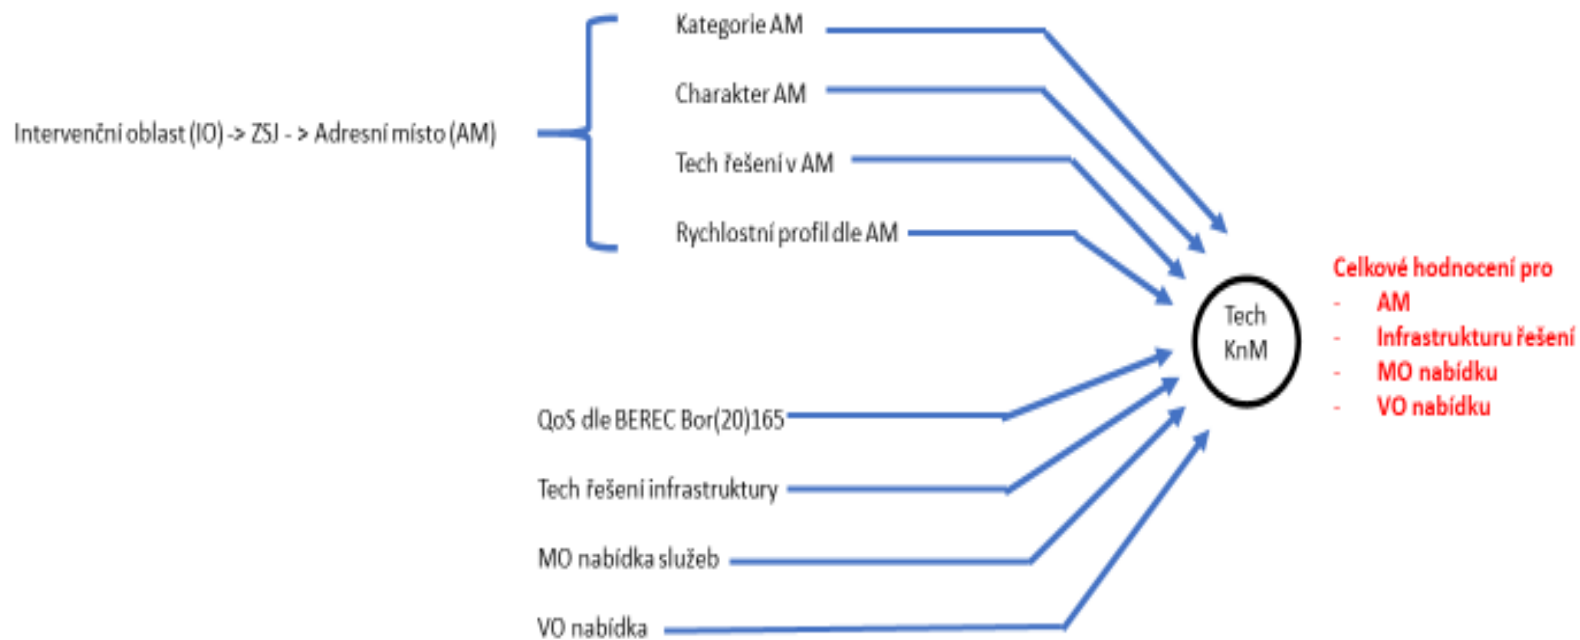 Intervenční oblast (IO) -> ZSJ - > Adresní místo (AM)
Kategorie AM
Charakter AM
Tech řešení v AM
Rychlostní profil dle AM
QoS dle BEREC Bor(20)165
Tech řešení infrastruktury
MO nabídka služeb
VO nabídka
Tech
KnM
Celkové hodnocení pro
- AM
- Infrastrukturu řešení
- MO nabídku
- VO nabídku